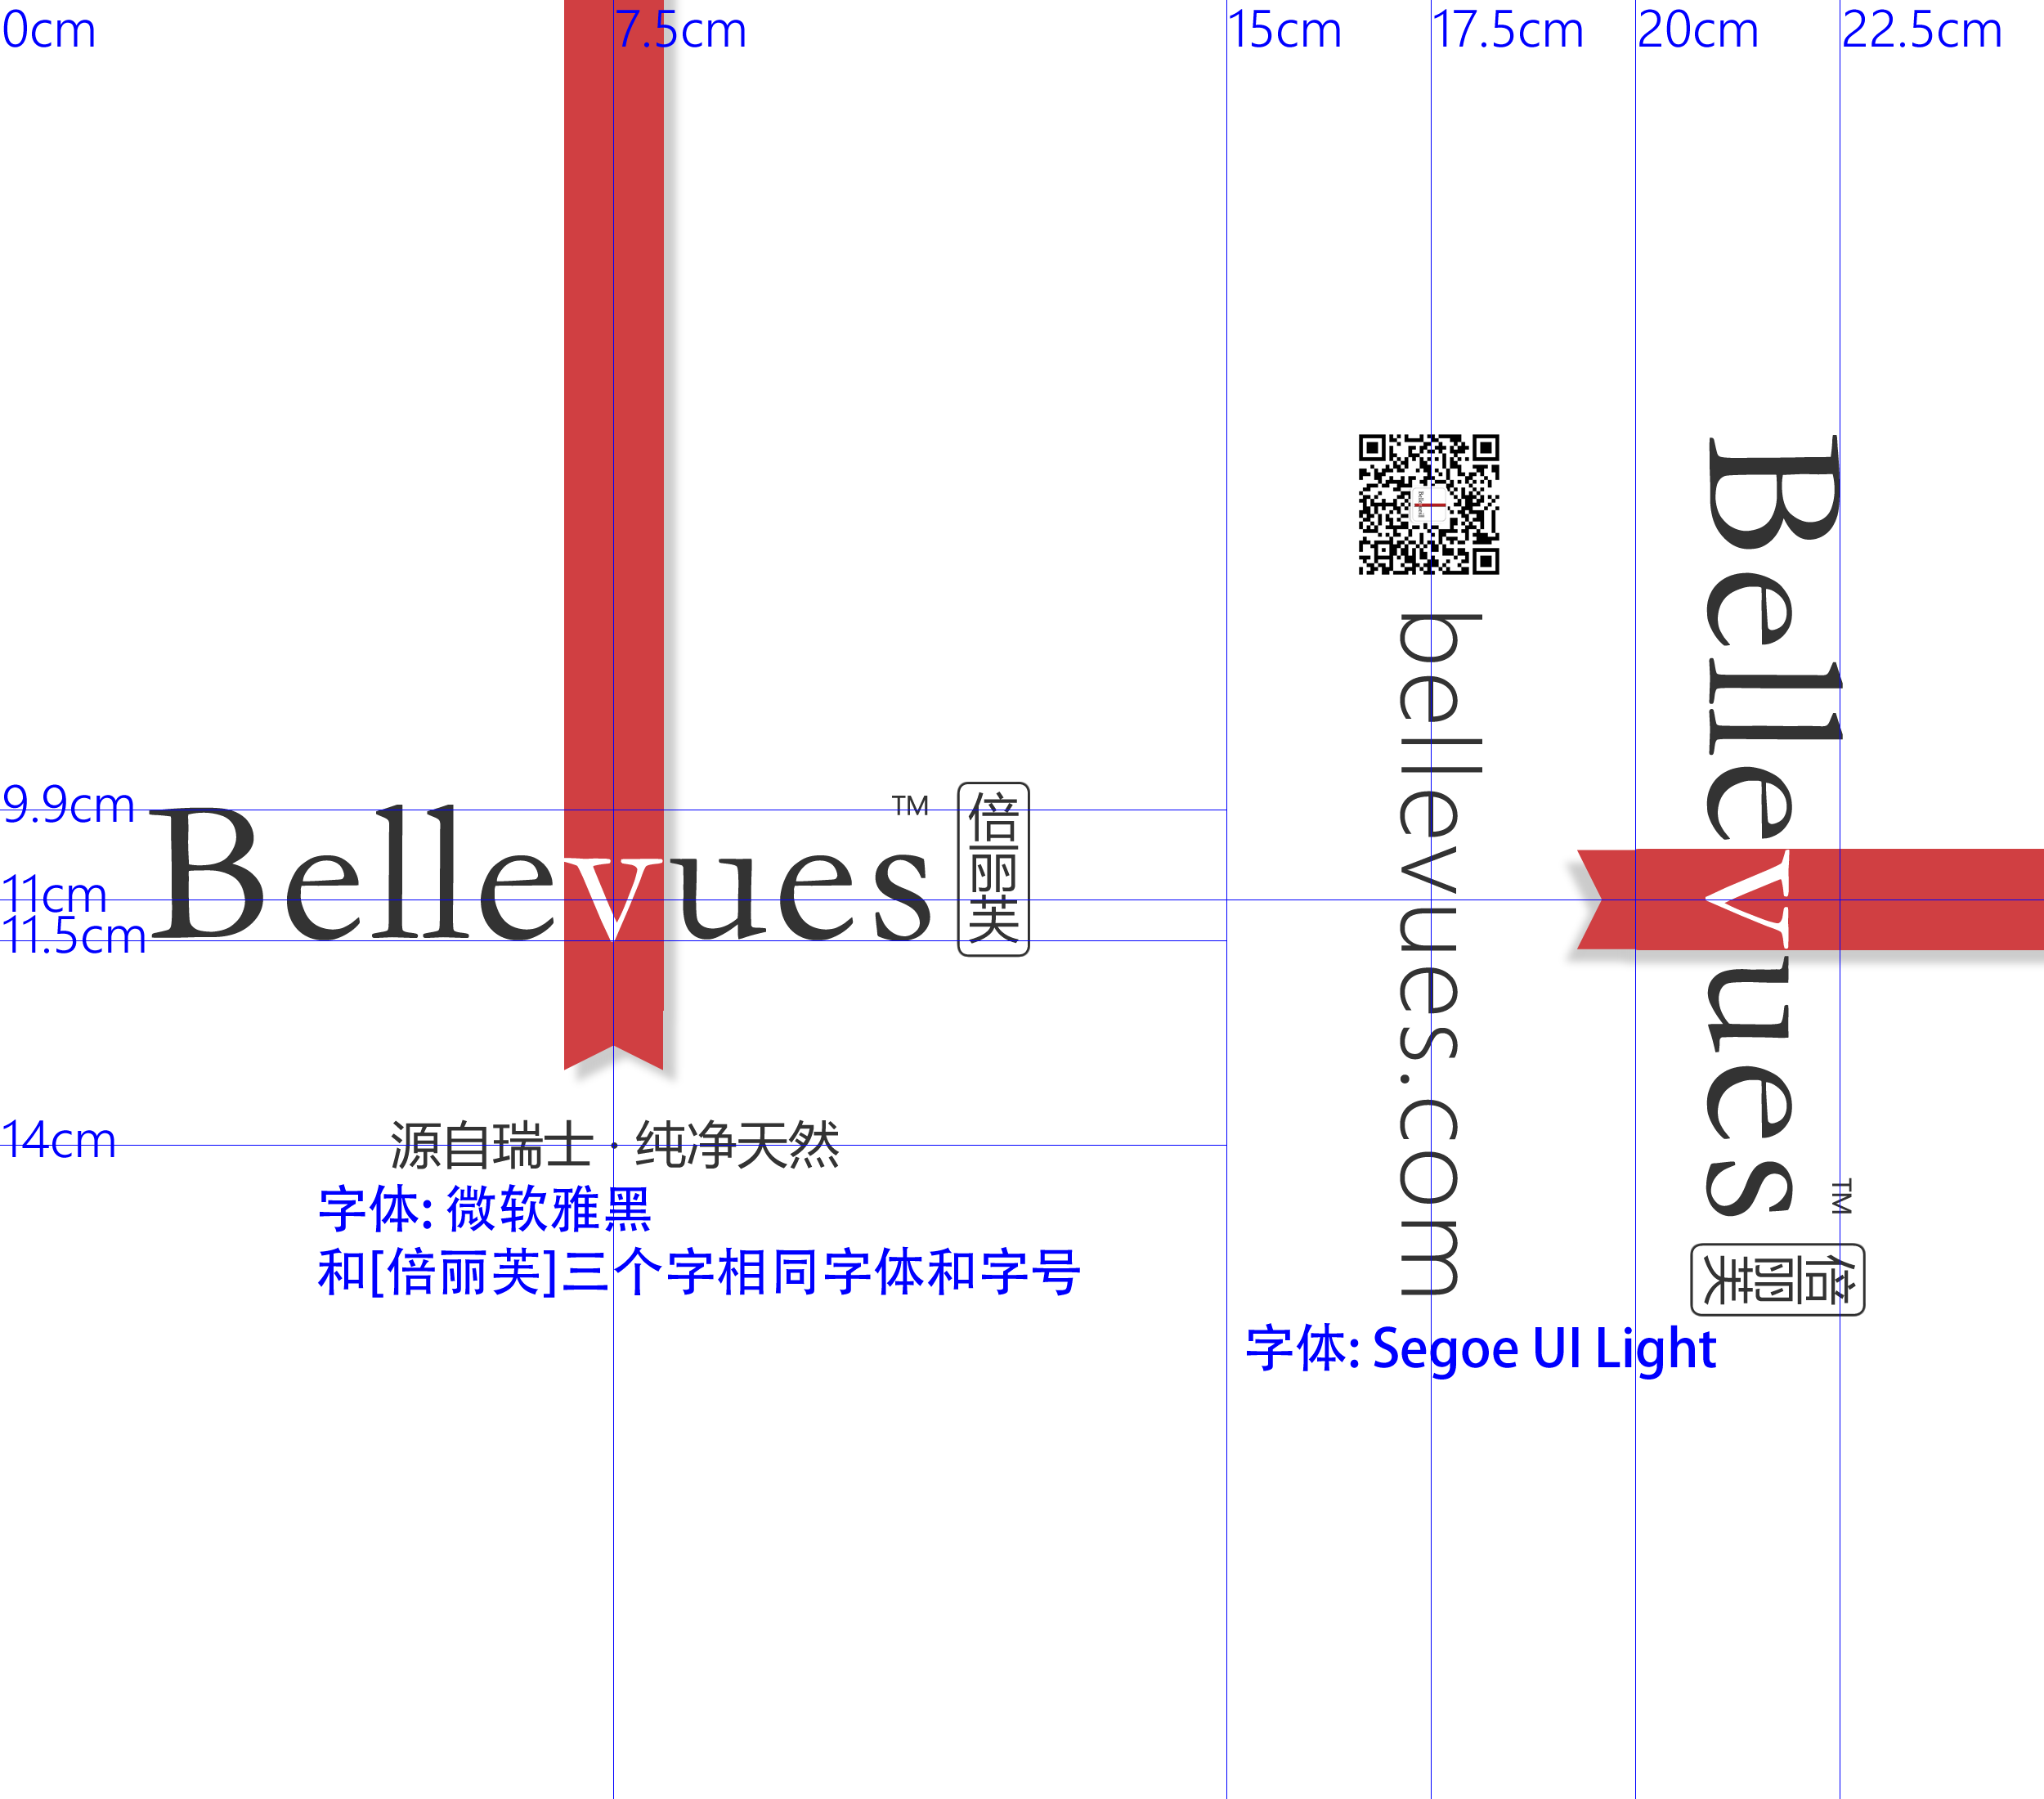 0cm
7.5cm
15cm
17.5cm
20cm
22.5cm
9.9cm
11cm
11.5cm
14cm
Bellevues™
倍丽芙
源自瑞士·纯净天然
字体: 微软雅黑
和[倍丽芙]三个字相同字体和字号
bellevues.com
字体: Segoe UI Light
Bellevues™
倍丽芙